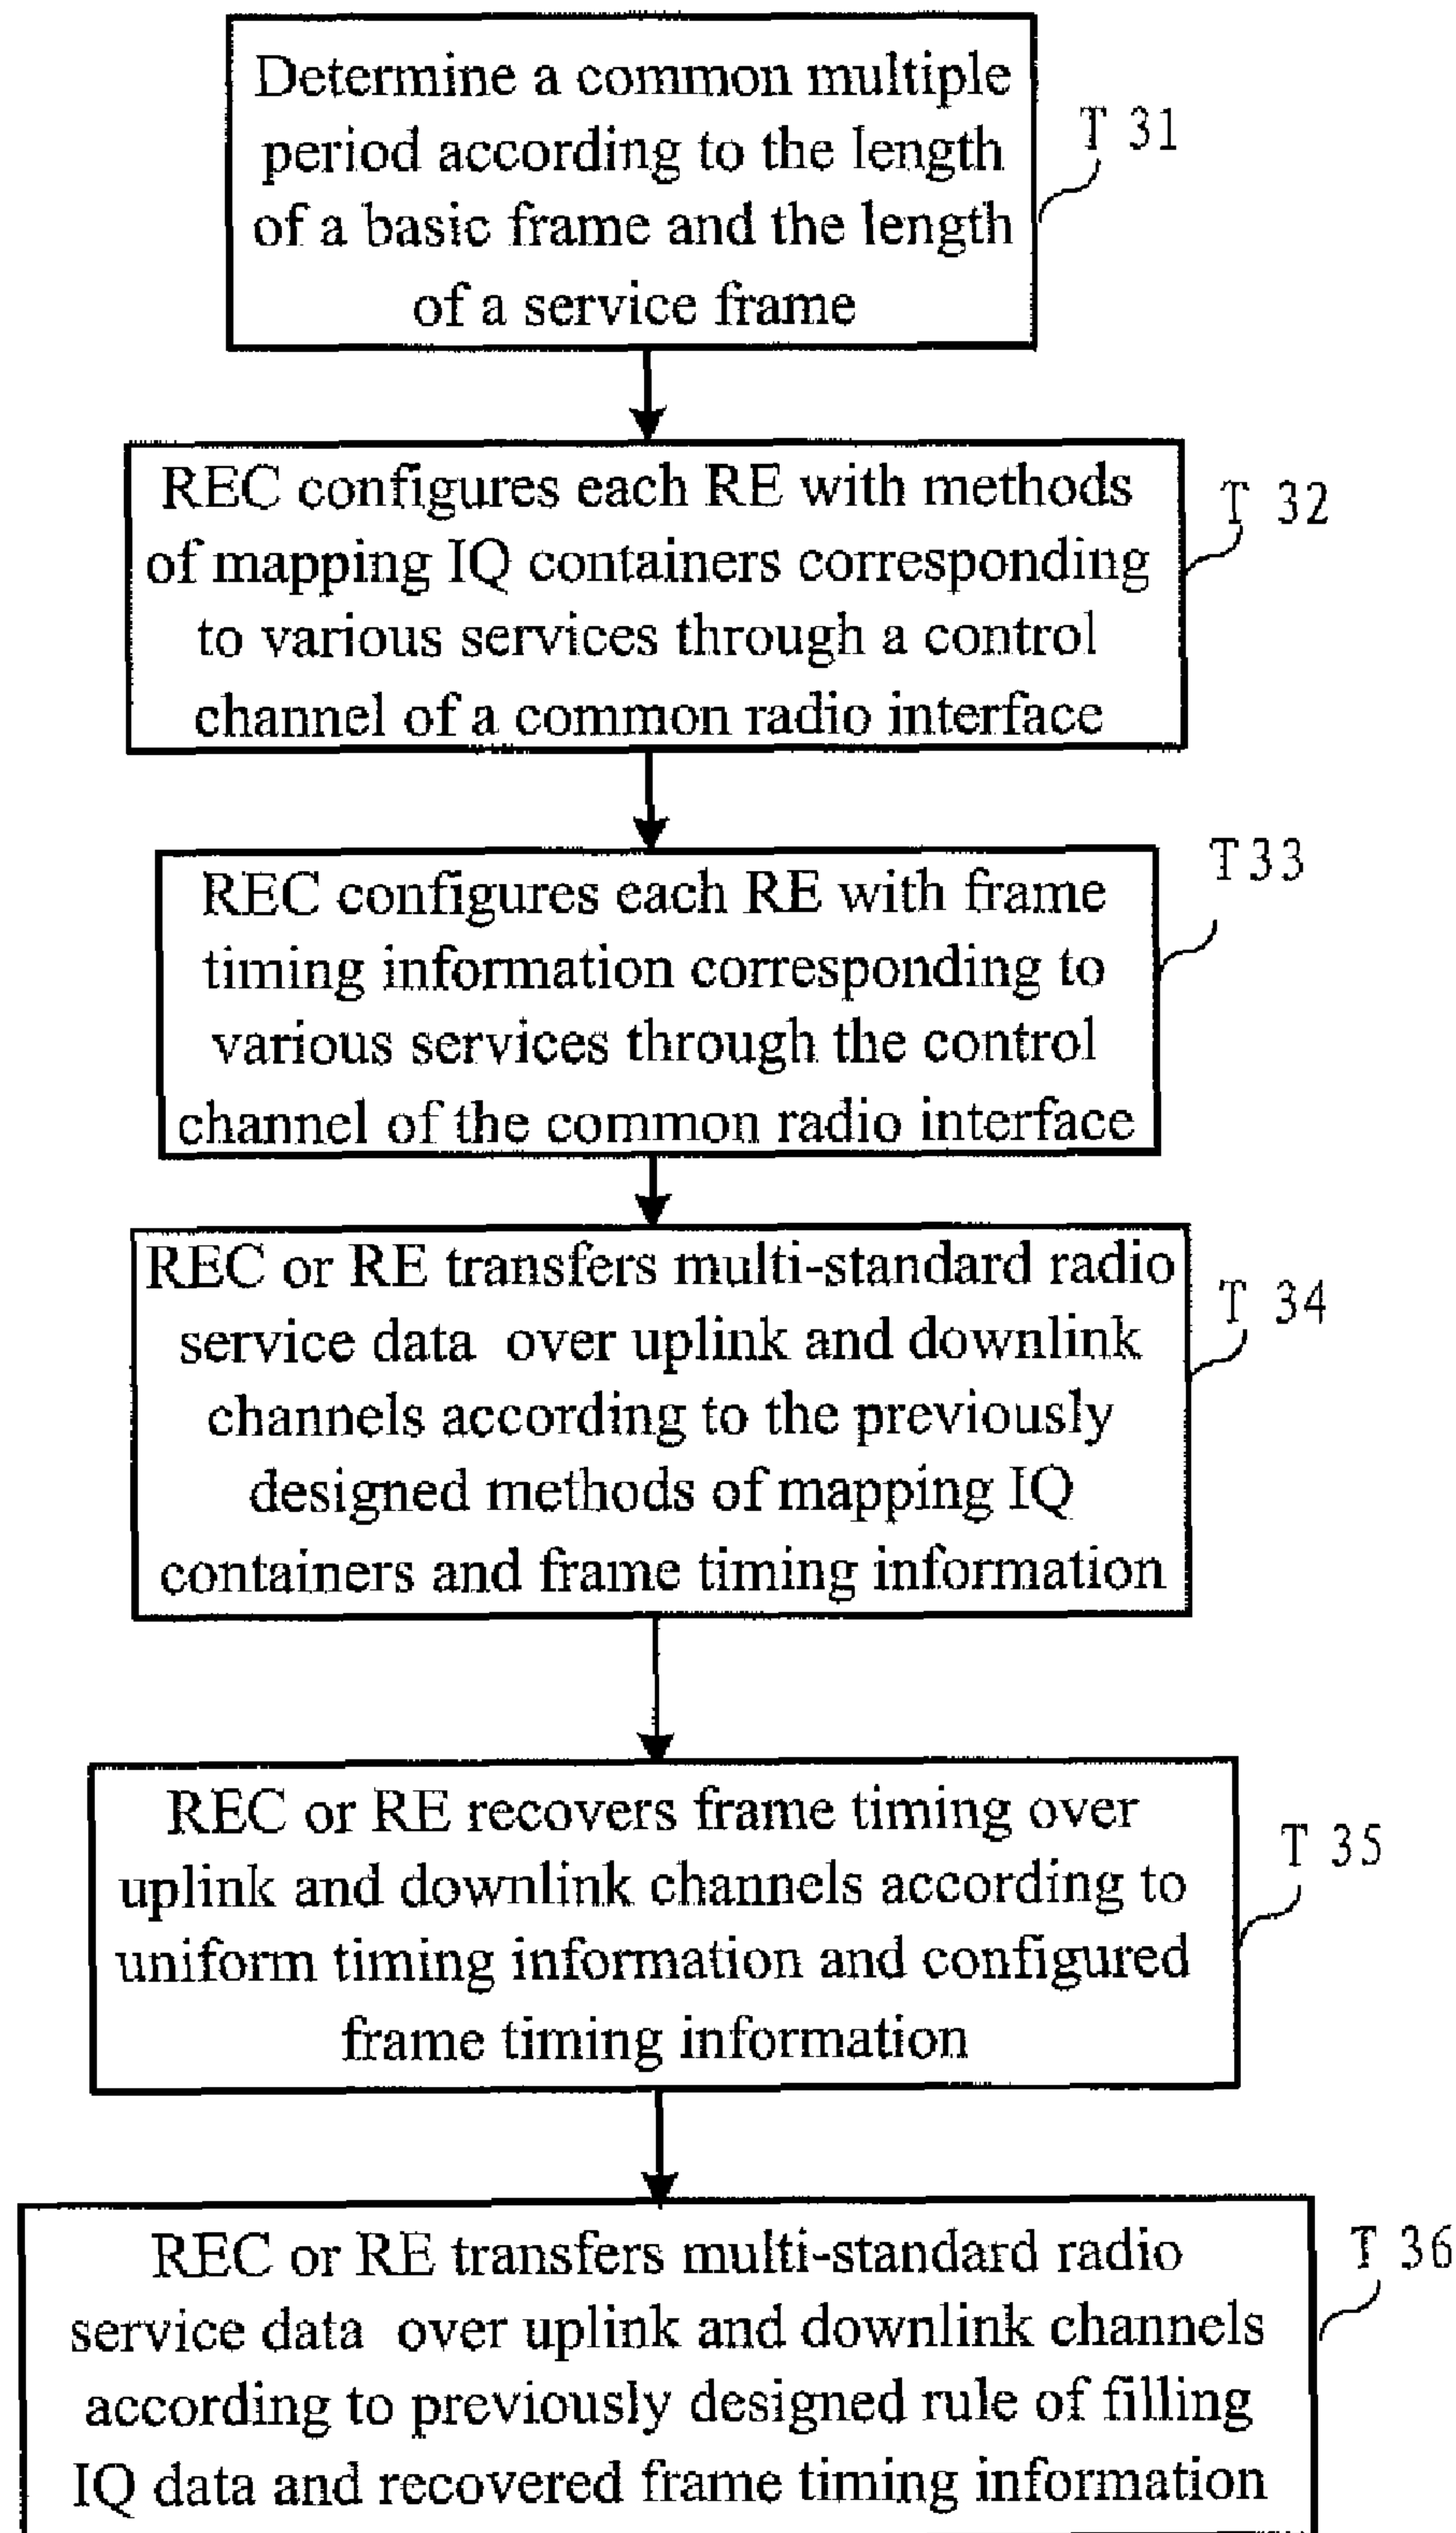 Determine a common multiple
period according to the length
of a basic frame and the length
of a service frame
T 31
REC configures each RE with methods
of mapping IQ containers corresponding
to various services through a control
channel of a common radio interface
T 32
REC configures each RE with frame
timing information corresponding to
various services through the control
channel of the common radio interface
T33
REC or RE transfers multi-standard radio
service data over uplink and downlink
channels according to the previously
designed methods of mapping IQ
containers and frame timing information
T 34
REC or RE recovers frame timing over
uplink and downlink channels according to
uniform timing information and configured
frame timing information
T 35
REC or RE transfers multi-standard radio
service data over uplink and downlink channels
according to previously designed rule of filling
IQ data and recovered frame timing information
T 36